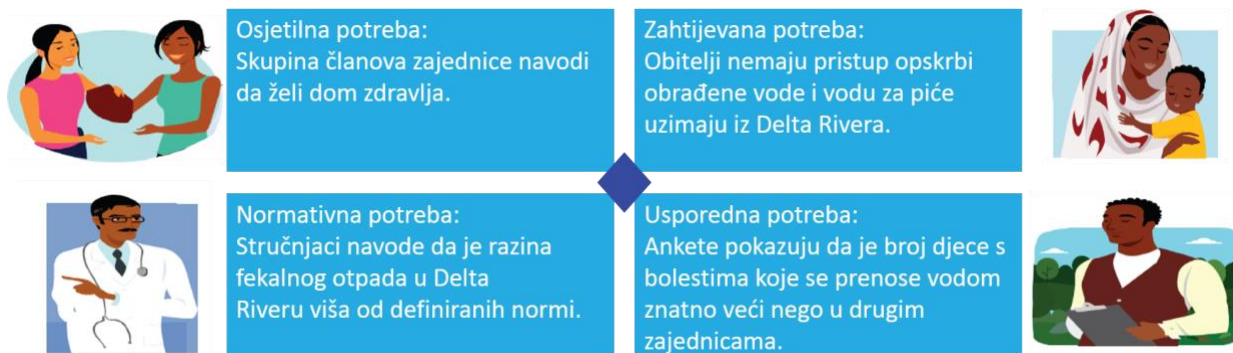 Osjetilna potreba:
Skupina članova zajednice navodi
da želi dom zdravlja.
Zahtijevana potreba:
Obitelji nemaju pristup opskrbi
obrađene vode i vodu za piće
uzimaju iz Delta Rivera.
Normativna potreba:
Stručnjaci navode da je razina
fekalnog otpada u Delta
Riveru viša od definiranih normi.
Usporedna potreba:
Ankete pokazuju da je broj djece s
bolestima koje se prenose vodom
znatno veći nego u drugim
zajednicama.